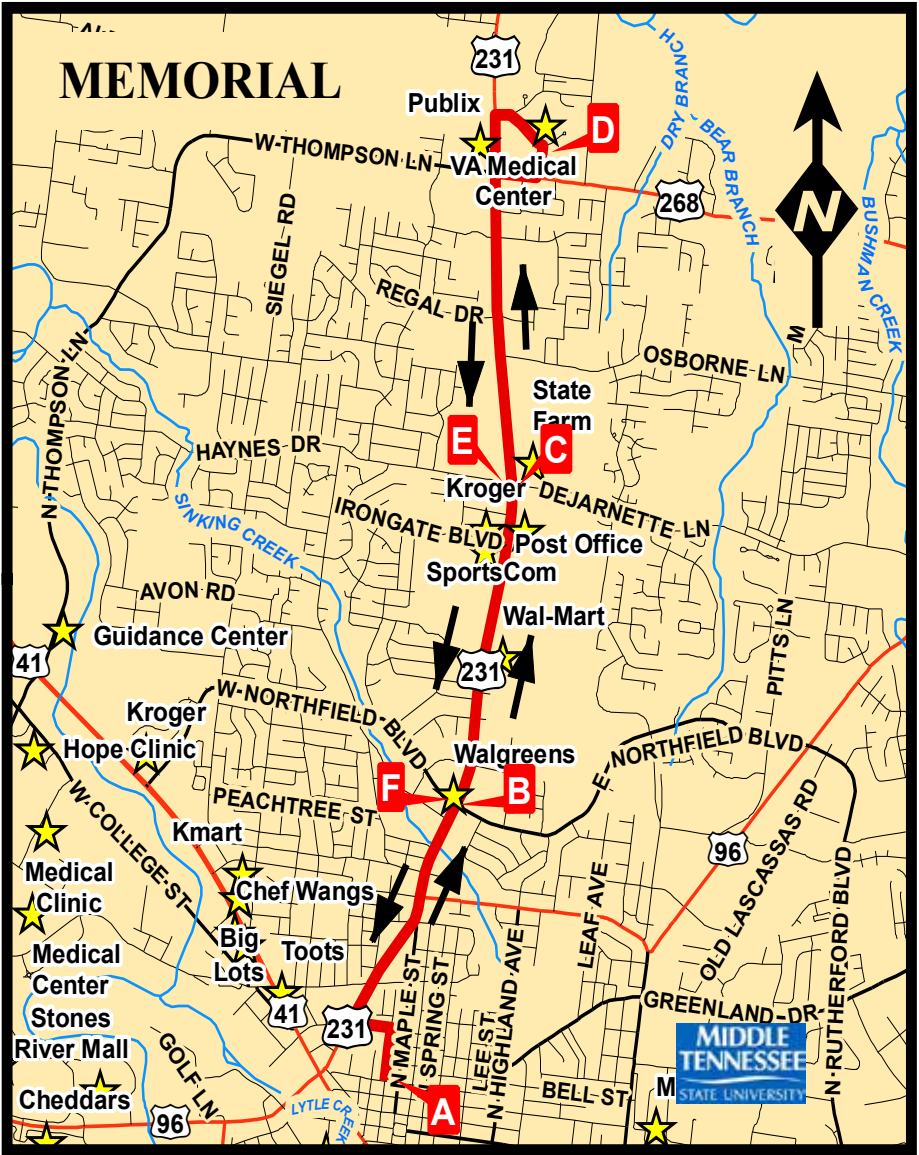 MEMORIAL
231
Publix
D
W-THOMPSON LN
VA Medical
Center
268
DRY BRANCH
BEAR BRANCH
BUSHMAN CREEK
N
SIEGEL RD
REGAL DR
M
OSBORNE LN
N-THOMPSON-LN
State
Farm
HAYNES DR
E
C
Kroger
DEJARNETTE LN
SINKING CREEK
IRONGATE BLVD
Post Office
SportsCom
AVON RD
Wal-Mart
Guidance Center
41
231
PITTS LN
W-NORTHFIELD-BLVD
Kroger
Hope Clinic
Walgreens
E NORTHFIELD BLVD
F
B
PEACHTREE ST
W-COLLEGE-ST
Kmart
96
OLD LASCASSAS RD
N-RUTHERFORD BLVD
Medical
Clinic
Chef Wangs
LEAF AVE
Big
Lots
Toots
Medical
Center
41
231
N MAPLE ST
SPRING ST
LEE ST
N HIGHLAND AVE
GREENLAND-DR
Stones
River Mall
GOLF LN
MIDDLE
TENNESSEE
STATE UNIVERSITY
BELL ST
M
Cheddars
96
LYTLE CREEK
A